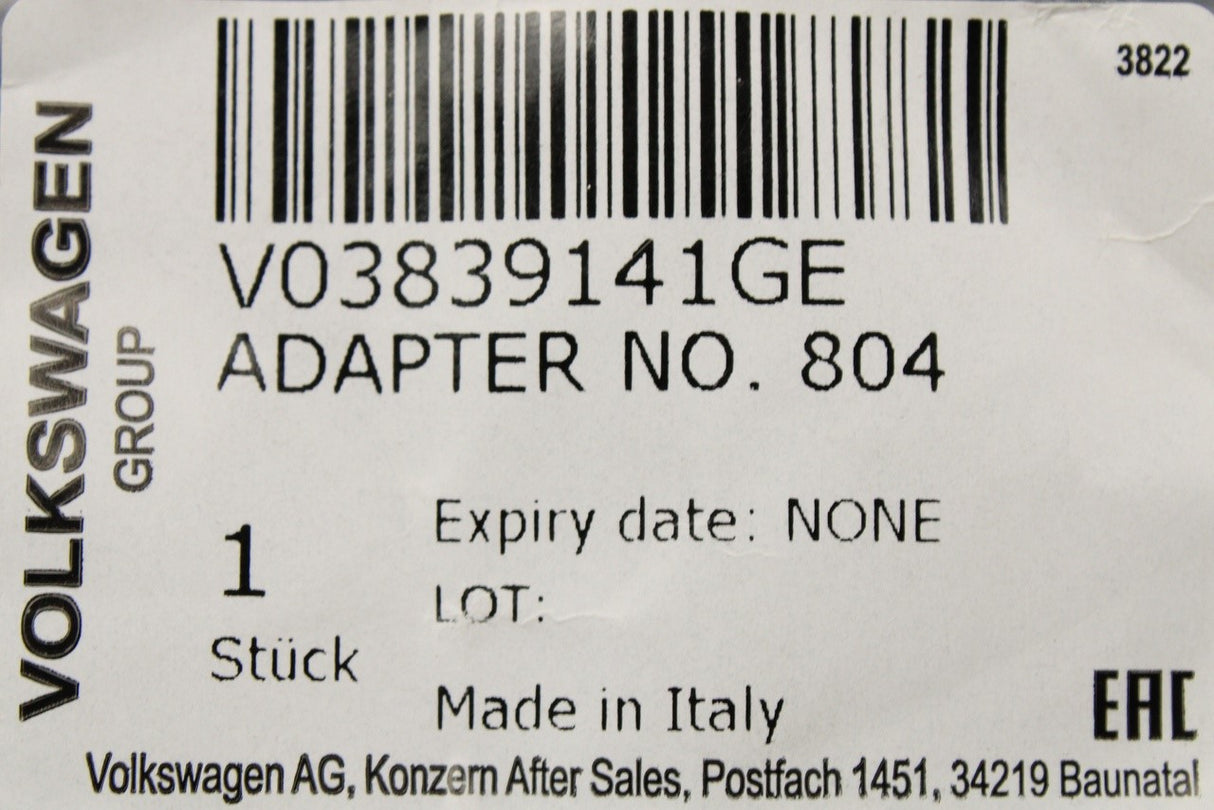 3822
VOLKSWAGEN
GROUP
V03839141GE
ADAPTER NO. 804
1
Stück
Expiry date: NONE
LOT:
Made in Italy
EAC
Volkswagen AG, Konzern After Sales, Postfach 1451, 34219 Baunatal